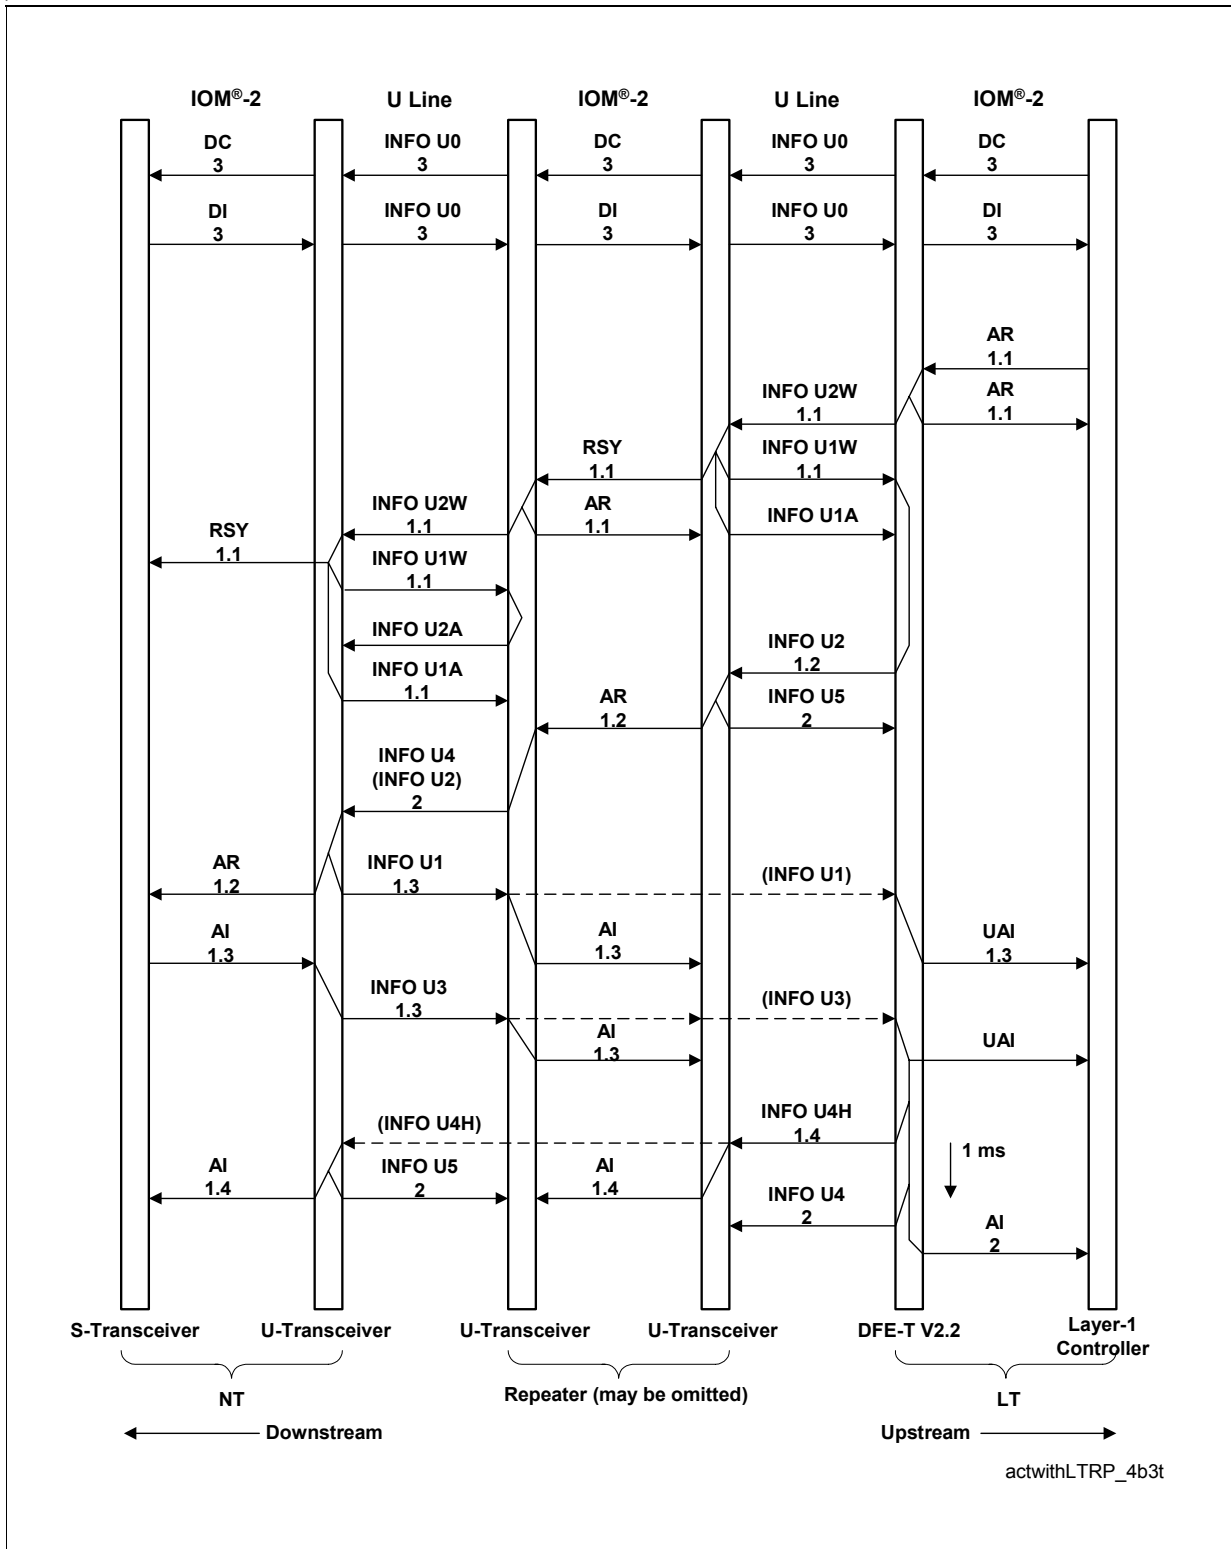 IOM®-2 U Line IOM®-2 U Line IOM®-2
DC INFO U0 DC INFO U0 DC
3 3 3 3 3
DI INFO U0 DI INFO U0 DI
3 3 3 3 3
AR
1.1
INFO U2W AR
1.1 1.1
RSY INFO U1W
1.1 1.1
INFO U2W AR INFO U1A
1.1 1.1
RSY
1.1
INFO U1W
1.1
INFO U2A INFO U2
1.2
INFO U1A INFO U5
1.1 2
AR
1.2
INFO U4
(INFO U2)
2
AR INFO U1 (INFO U1)
1.2 1.3
AI AI UAI
1.3 1.3 1.3
INFO U3 (INFO U3)
1.3
AI UAI
1.3
(INFO U4H) INFO U4H
1.4
1 ms
AI INFO U5 AI
1.4 2 1.4
INFO U4
2
AI
2
S-Transceiver U-Transceiver U-Transceiver U-Transceiver DFE-T V2.2 Layer-1
Controller
NT Repeater (may be omitted) LT
Downstream Upstream
actwithLTRP_4b3t